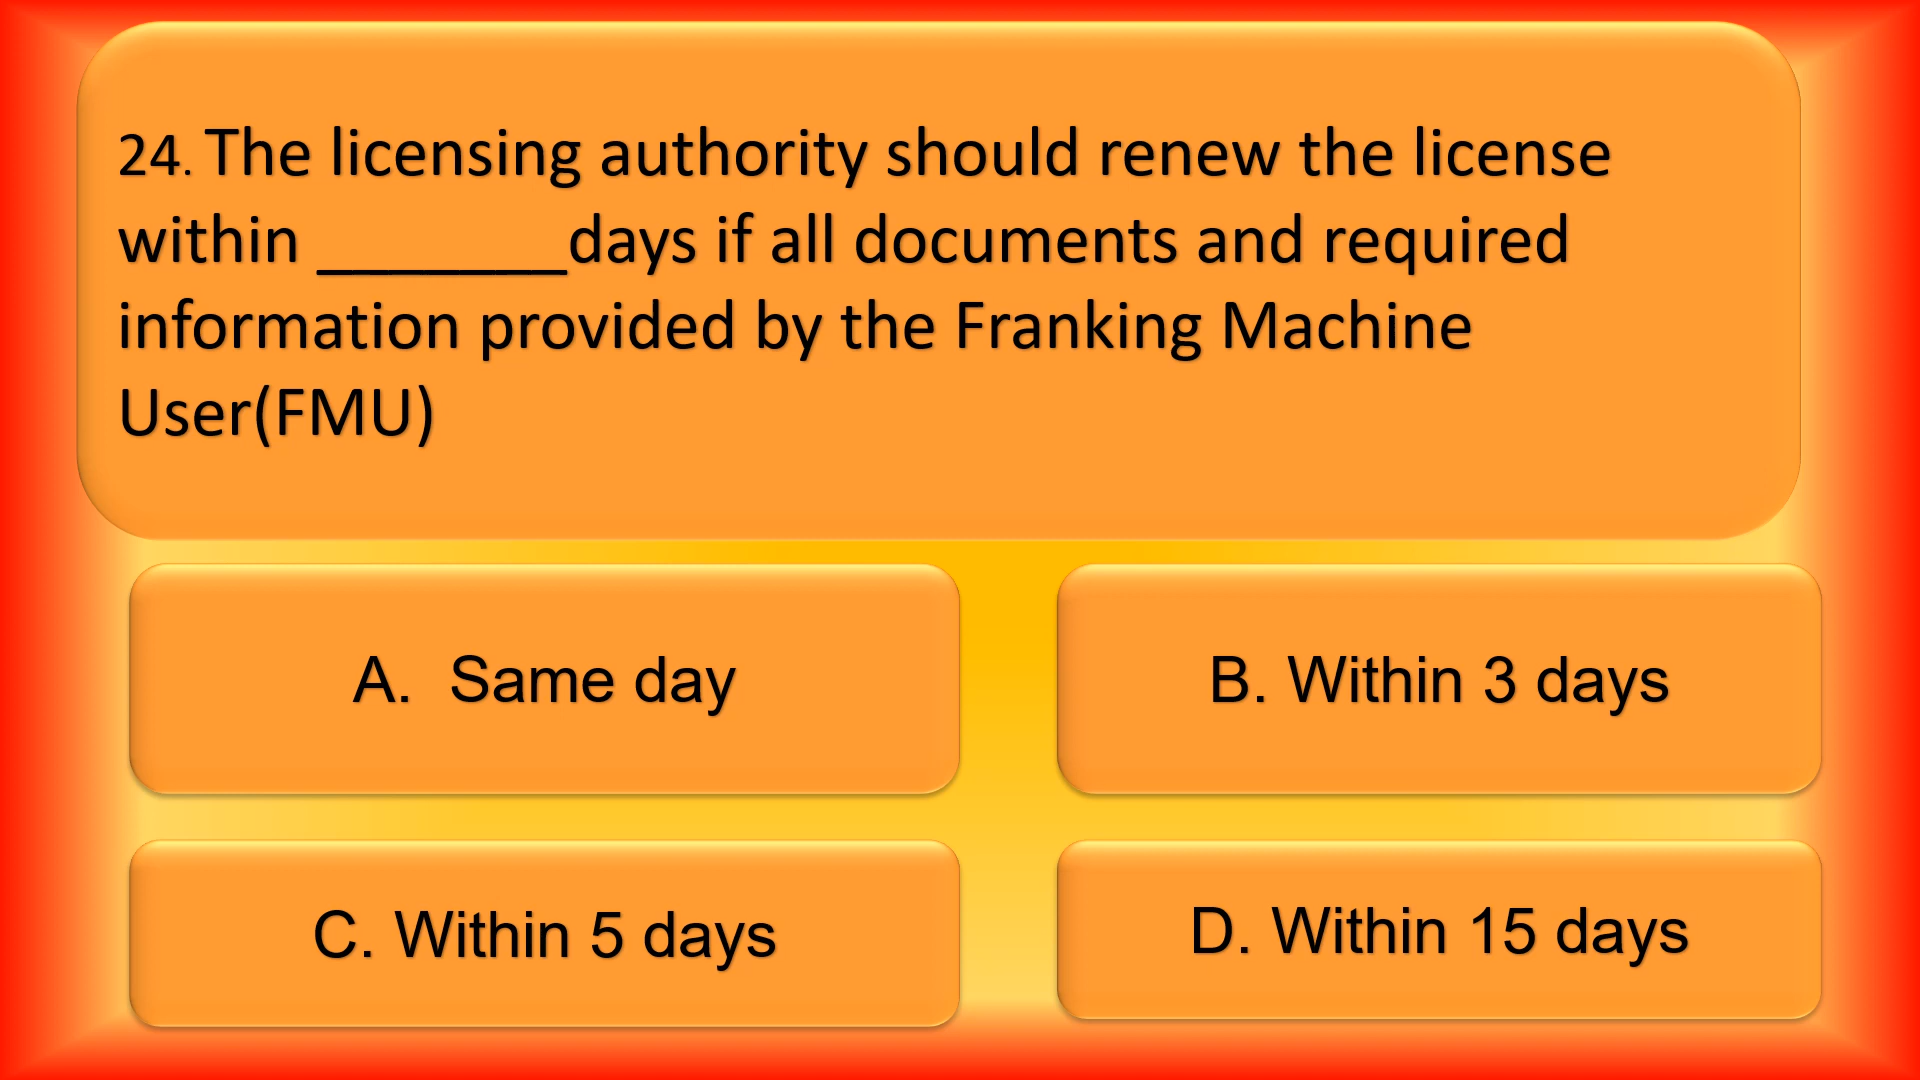 24. The licensing authority should renew the license
within _______days if all documents and required
information provided by the Franking Machine
User(FMU)
A.  Same day
B. Within 3 days
C. Within 5 days
D. Within 15 days